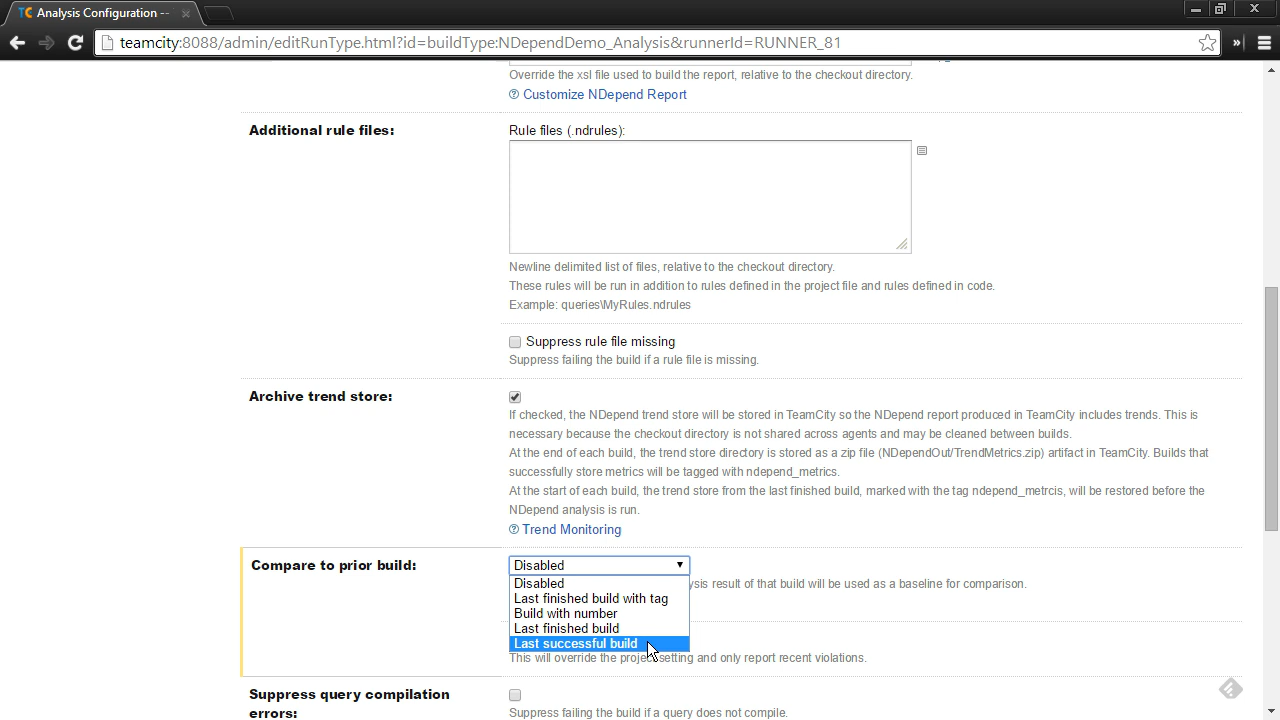 Analysis Configuration --
teamcity:8088/admin/editRunType.html?id=buildType:NDependDemo_Analysis&runnerId=RUNNER_81
Override the xsl file used to build the report, relative to the checkout directory.
Customize NDepend Report
Additional rule files:
Rule files (.ndrules):
Newline delimited list of files, relative to the checkout directory.
These rules will be run in addition to rules defined in the project file and rules defined in code.
Example: queries\MyRules.ndrules
Suppress rule file missing
Suppress failing the build if a rule file is missing.
Archive trend store:
If checked, the NDepend trend store will be stored in TeamCity so the NDepend report produced in TeamCity includes trends. This is
necessary because the checkout directory is not shared across agents and may be cleaned between builds.
At the end of each build, the trend store directory is stored as a zip file (NDependOut/TrendMetrics.zip) artifact in TeamCity. Builds that
successfully store metrics will be tagged with ndepend_metrics.
At the start of each build, the trend store from the last finished build, marked with the tag ndepend_metrcis, will be restored before the
NDepend analysis is run.
Trend Monitoring
Compare to prior build:
Disabled
Disabled
ysis result of that build will be used as a baseline for comparison.
Last finished build with tag
Build with number
Last finished build
Last successful build
This will override the project setting and only report recent violations.
Suppress query compilation
errors:
Suppress failing the build if a query does not compile.